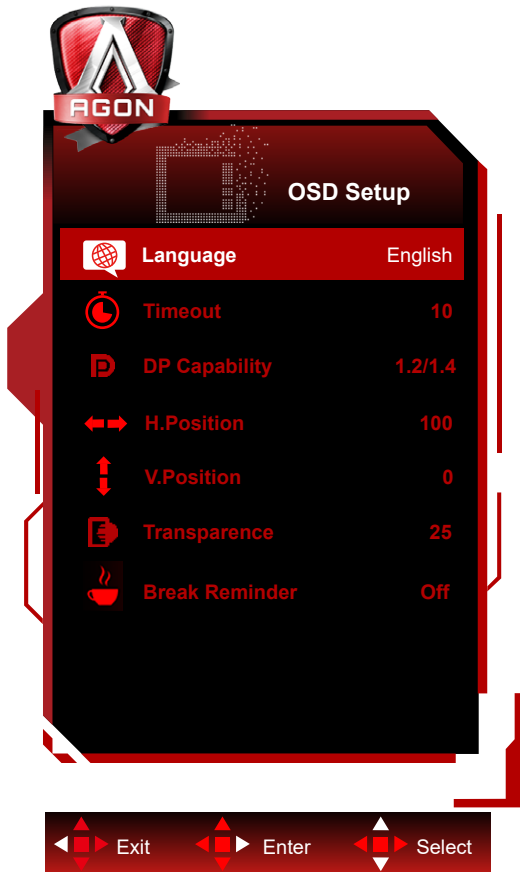 AGON
OSD Setup
Language English
Timeout 10
DP Capability 1.2/1.4
H.Position 100
V.Position 0
Transparence 25
Break Reminder Off
Exit Enter Select